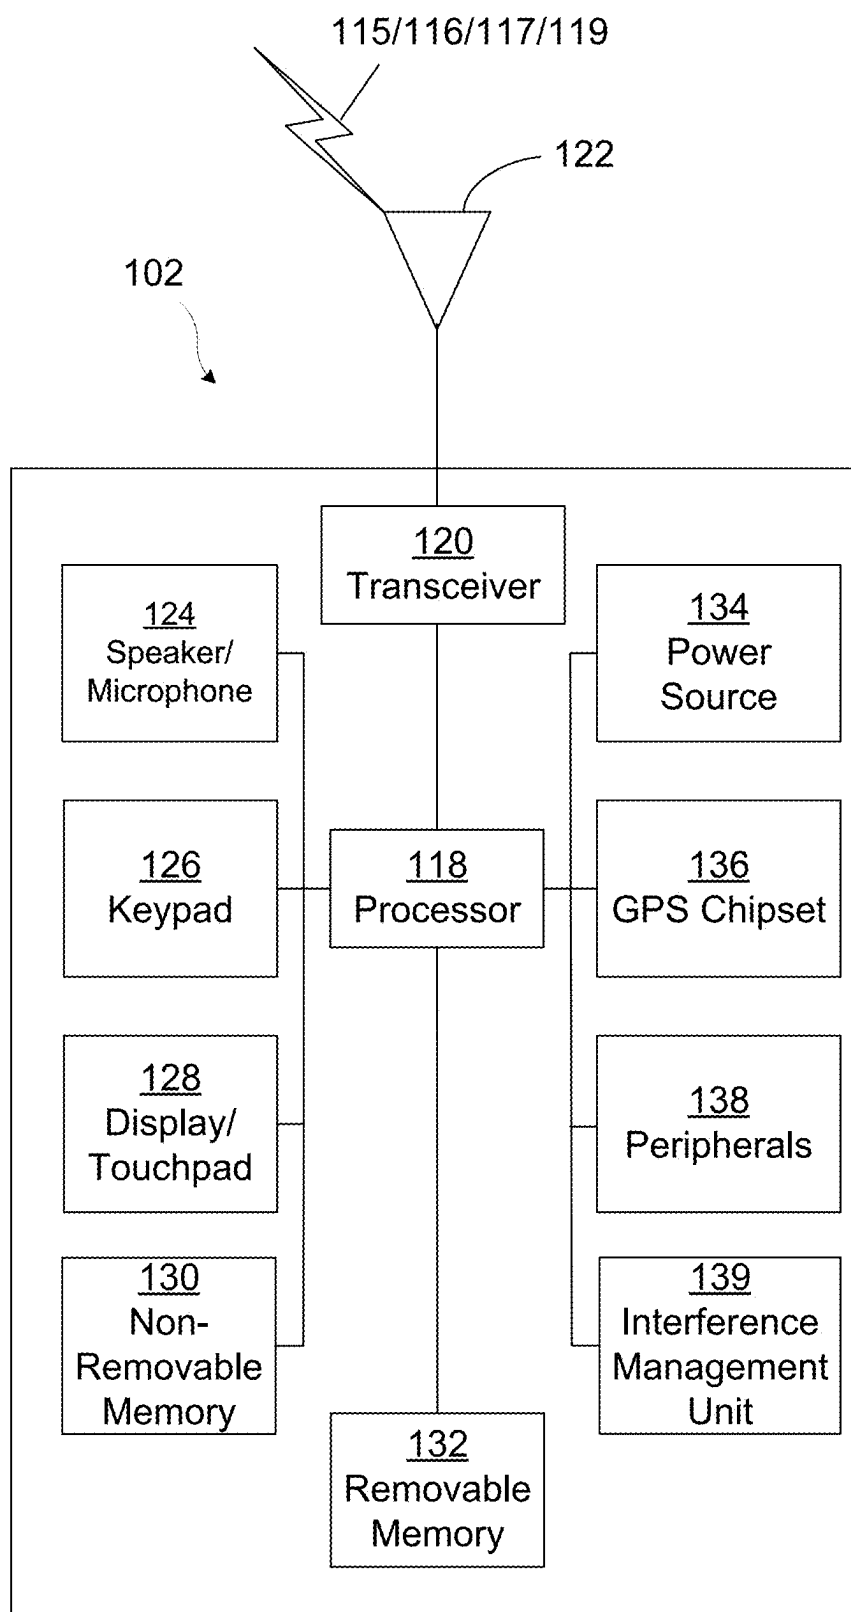 115/116/117/119
122
102
120
Transceiver
124
Speaker/
Microphone
134
Power
Source
126
Keypad
118
Processor
136
GPS Chipset
128
Display/
Touchpad
138
Peripherals
130
Non-
Removable
Memory
139
Interference
Management
Unit
132
Removable
Memory